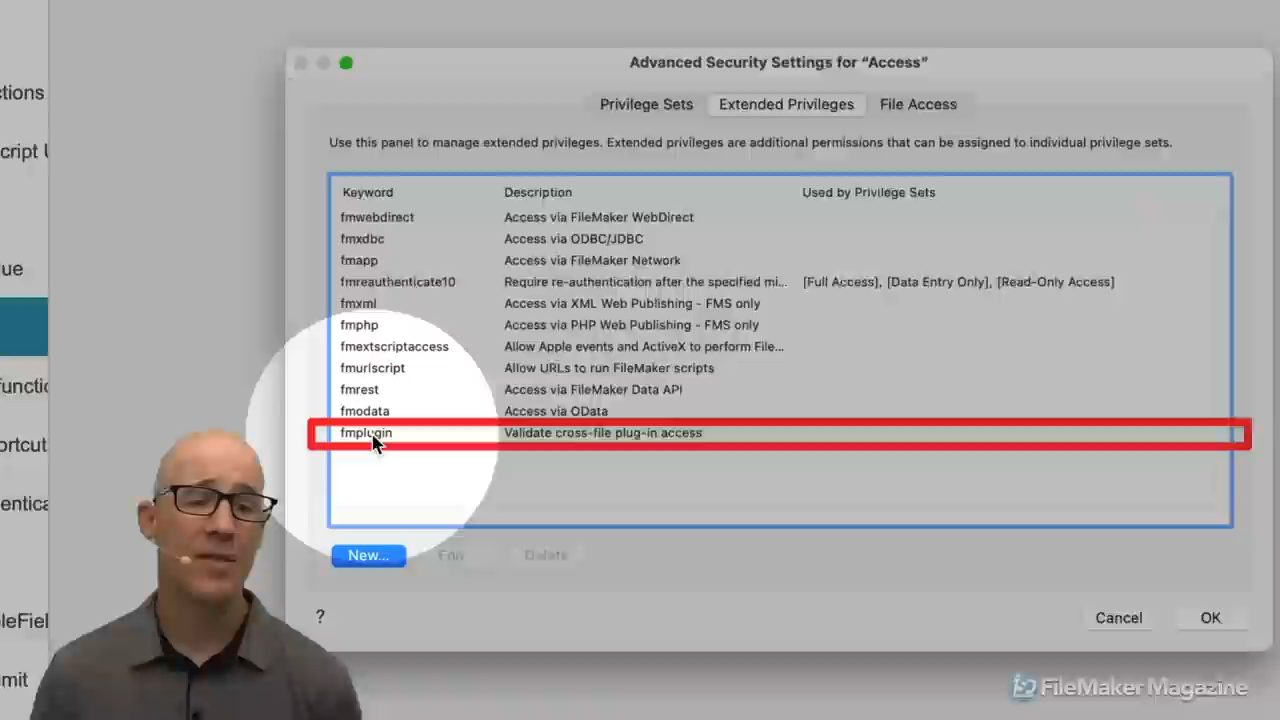 Advanced Security Settings for “Access”
Privilege Sets Extended Privileges File Access
Use this panel to manage extended privileges. Extended privileges are additional permissions that can be assigned to individual privilege sets.
Keyword Description Used by Privilege Sets
fmwebdirect Access via FileMaker WebDirect
fmxdbc Access via ODBC/JDBC
fmapp Access via FileMaker Network
fmreauthenticate10 Require re-authentication after the specified mi... [Full Access], [Data Entry Only], [Read-Only Access]
fmxml Access via XML Web Publishing - FMS only
fmphp Access via PHP Web Publishing - FMS only
fmextscriptaccess Allow Apple events and ActiveX to perform File...
fmurlscript Allow URLs to run FileMaker scripts
fmrest Access via FileMaker Data API
fmodata Access via OData
fmplugin Validate cross-file plug-in access
New... Edit Delete
? Cancel OK
ctions
cript U
ue
functio
ortcut
entica
leFiel
mit
FileMaker Magazine